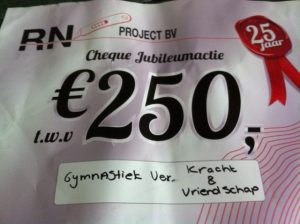 RN
PROJECT BV
25
jaar
Cheque Jubileumactie
€250,
t.w.v
Gymnastiek Ver. Kracht
&
Vriendschap